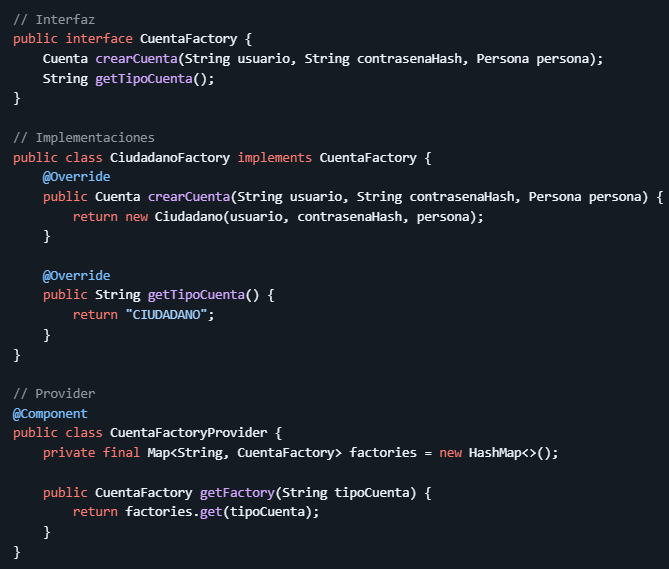 // Interfaz
public interface CuentaFactory {
    Cuenta crearCuenta(String usuario, String contrasenaHash, Persona persona);
    String getTipoCuenta();
}

// Implementaciones
public class CiudadanoFactory implements CuentaFactory {
    @Override
    public Cuenta crearCuenta(String usuario, String contrasenaHash, Persona persona) {
        return new Ciudadano(usuario, contrasenaHash, persona);
    }

    @Override
    public String getTipoCuenta() {
        return "CIUDADANO";
    }
}

// Provider
@Component
public class CuentaFactoryProvider {
    private final Map<String, CuentaFactory> factories = new HashMap<>();

    public CuentaFactory getFactory(String tipoCuenta) {
        return factories.get(tipoCuenta);
    }
}